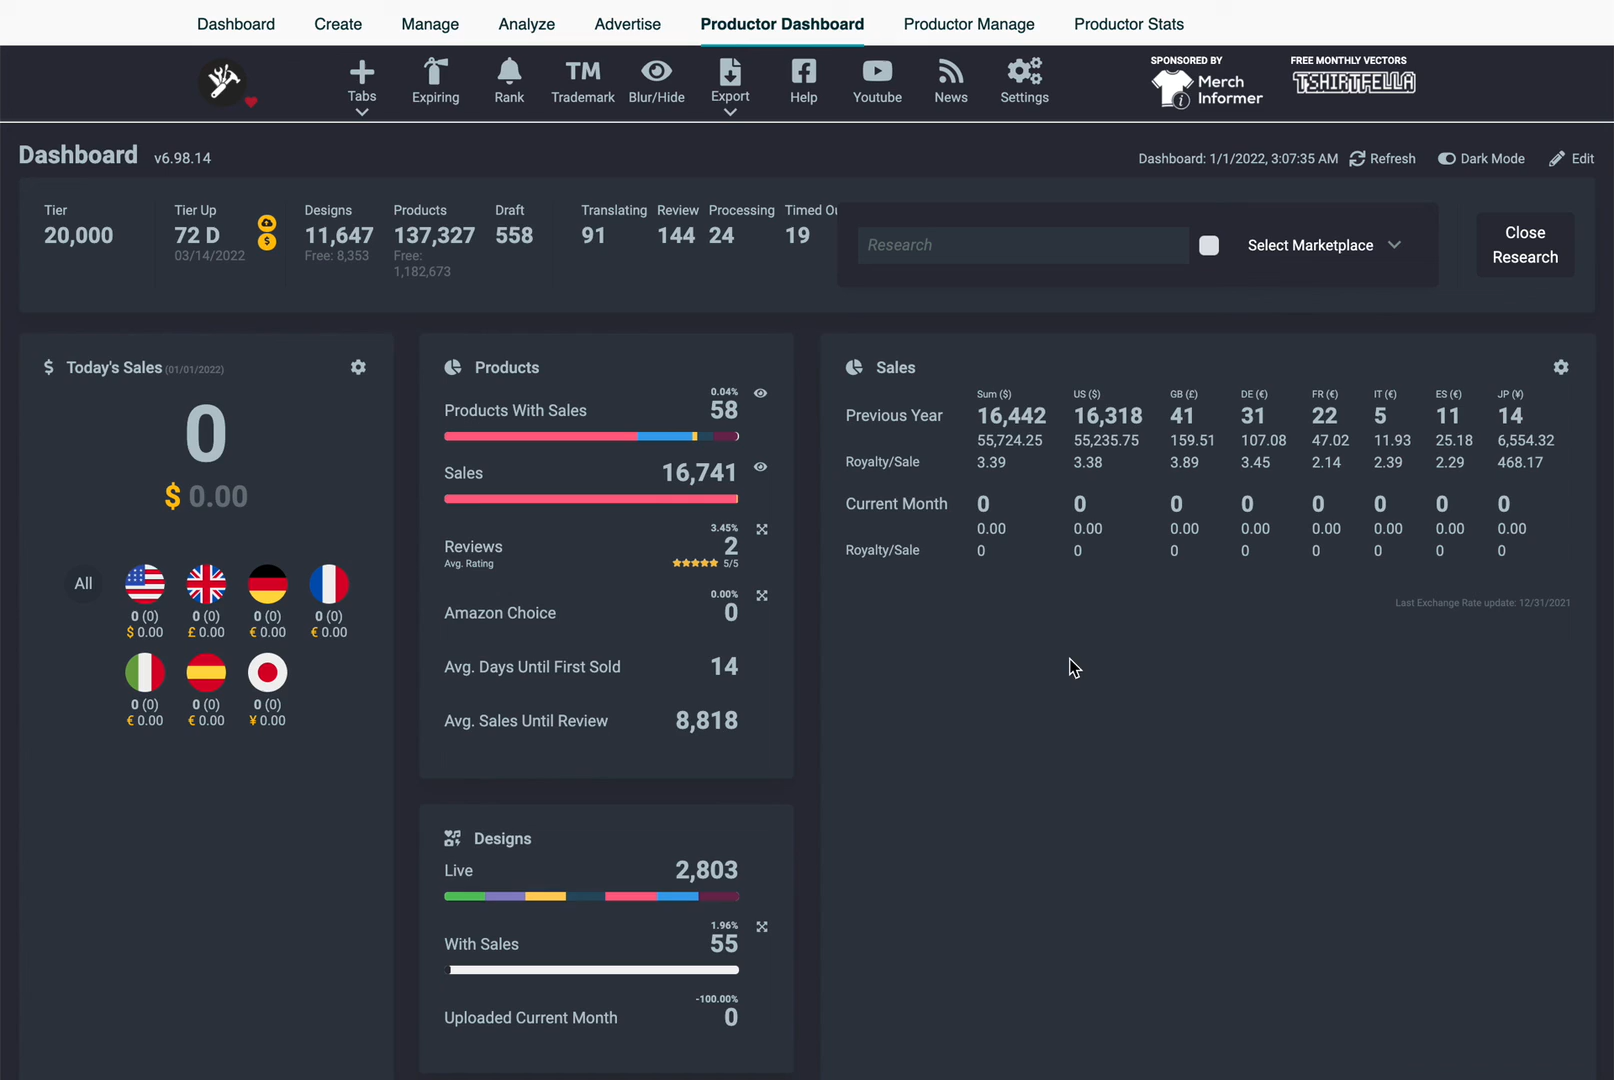 Dashboard Create Manage Analyze Advertise Productor Dashboard Productor Manage Productor Stats
Tabs Expiring Rank TM Trademark Blur/Hide Export Help Youtube News Settings
SPONSORED BY Merch Informer
FREE MONTHLY VECTORS TSHIRTFELLA
Dashboard v6.98.14 Dashboard: 1/1/2022, 3:07:35 AM Refresh Dark Mode Edit
Tier Tier Up Designs Products Draft Translating Review Processing Timed Ou
20,000 72 D 11,647 137,327 558 91 144 24 19
03/14/2022 Free: 8,353 Free:
1,182,673
Research Select Marketplace
Close
Research
$ Today's Sales (01/01/2022)
0
$ 0.00
All
0 (0) 0 (0) 0 (0) 0 (0)
$ 0.00 £ 0.00 € 0.00 € 0.00
0 (0) 0 (0) 0 (0)
€ 0.00 € 0.00 ¥ 0.00
Products
0.04%
Products With Sales 58
Sales 16,741
3.45%
Reviews 2
Avg. Rating 5/5
0.00%
Amazon Choice 0
Avg. Days Until First Sold 14
Avg. Sales Until Review 8,818
Designs
Live 2,803
1.96%
With Sales 55
-100.00%
Uploaded Current Month 0
Sales
Sum ($) US ($) GB (£) DE (€) FR (€) IT (€) ES (€) JP (¥)
Previous Year 16,442 16,318 41 31 22 5 11 14
55,724.25 55,235.75 159.51 107.08 47.02 11.93 25.18 6,554.32
Royalty/Sale 3.39 3.38 3.89 3.45 2.14 2.39 2.29 468.17
Current Month 0 0 0 0 0 0 0 0
0.00 0.00 0.00 0.00 0.00 0.00 0.00 0.00
Royalty/Sale 0 0 0 0 0 0 0 0
Last Exchange Rate update: 12/31/2021